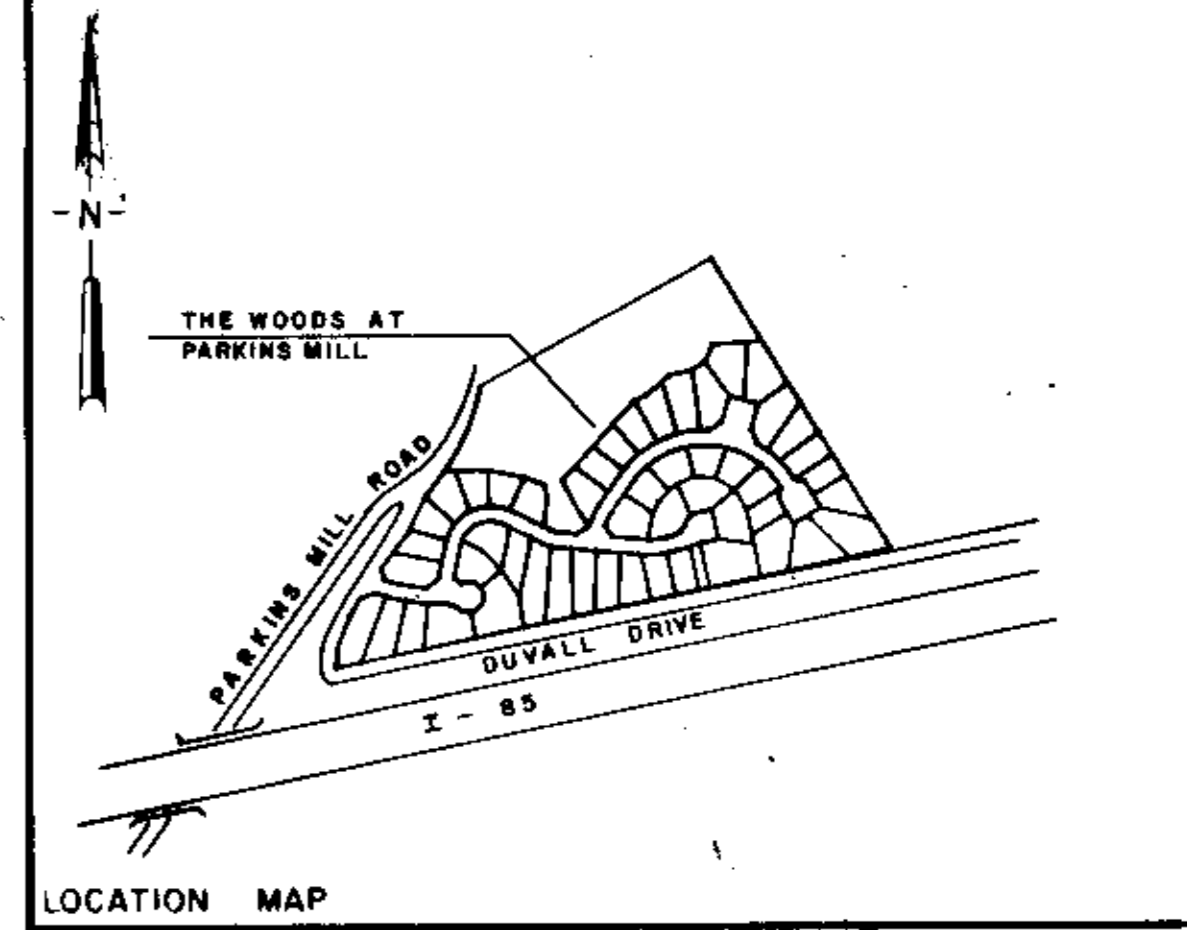 -N-
THE WOODS AT
PARKINS MILL
PARKINS MILL ROAD
DUVALL DRIVE
I - 85
LOCATION MAP